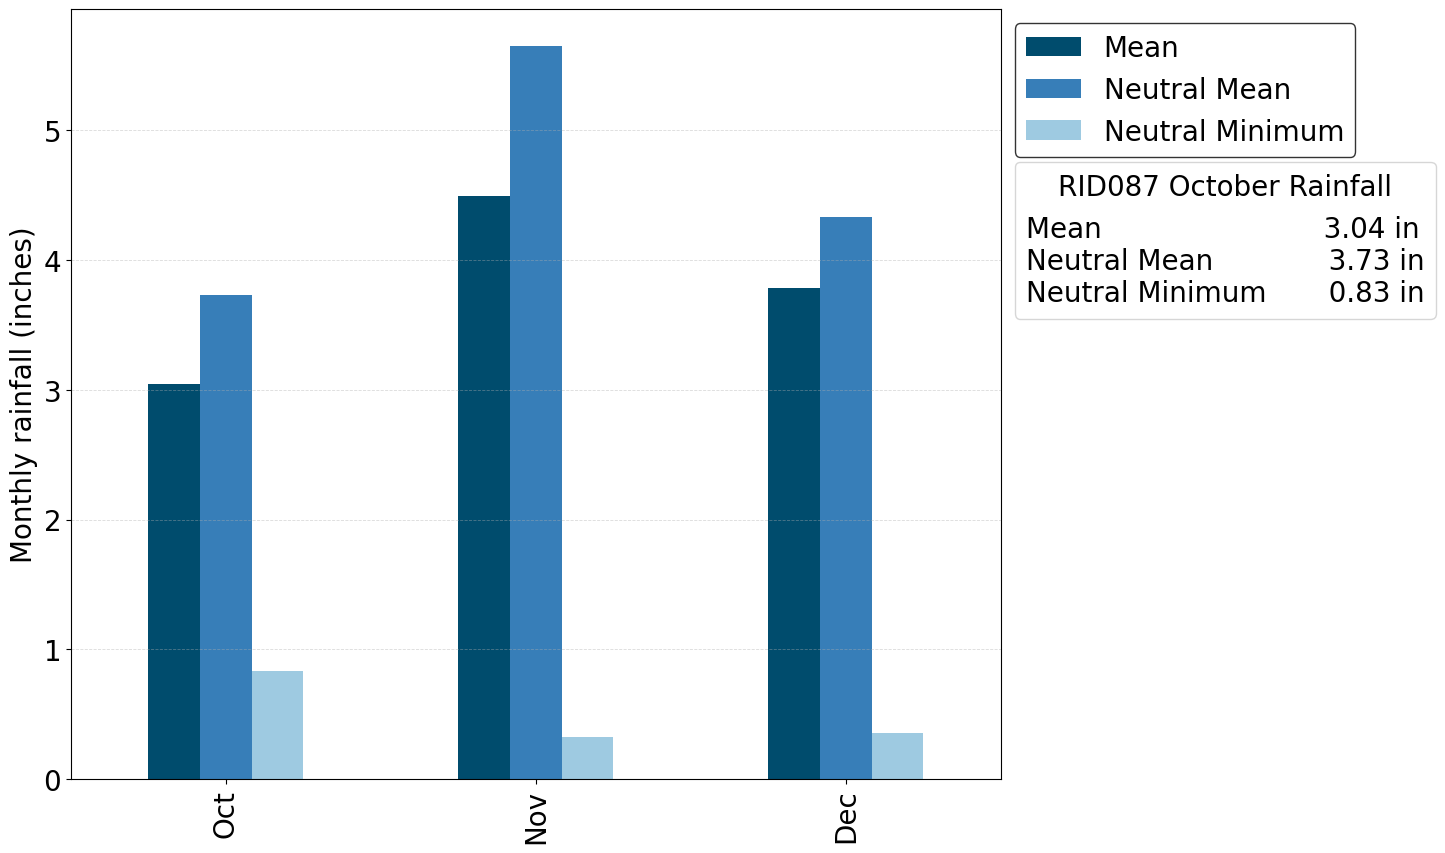 Monthly rainfall (inches)
5
4
3
2
1
0
Oct
Nov
Dec
Mean
Neutral Mean
Neutral Minimum
RID087 October Rainfall
Mean 3.04 in
Neutral Mean 3.73 in
Neutral Minimum 0.83 in